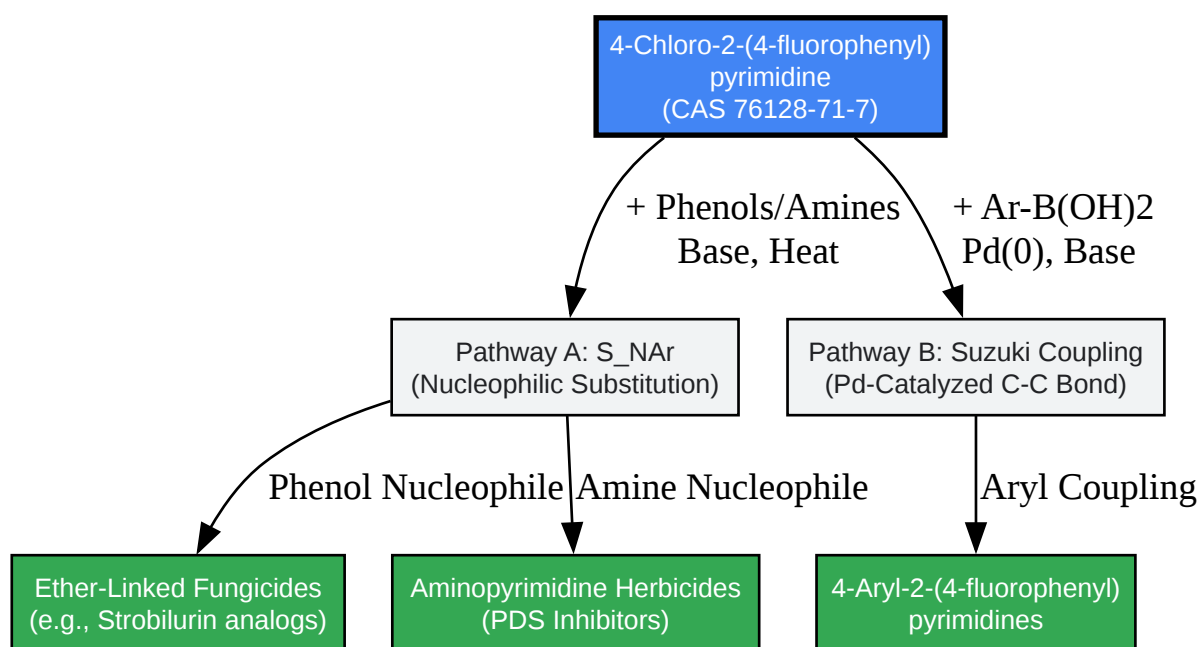 4-Chloro-2-(4-fluorophenyl)
pyrimidine
(CAS 76128-71-7)
+ Phenols/Amines
Base, Heat
+ Ar-B(OH)2
Pd(0), Base
Pathway A: S_NAr
(Nucleophilic Substitution)
Pathway B: Suzuki Coupling
(Pd-Catalyzed C-C Bond)
Phenol Nucleophile
Amine Nucleophile
Aryl Coupling
Ether-Linked Fungicides
(e.g., Strobilurin analogs)
Aminopyrimidine Herbicides
(PDS Inhibitors)
4-Aryl-2-(4-fluorophenyl)
pyrimidines